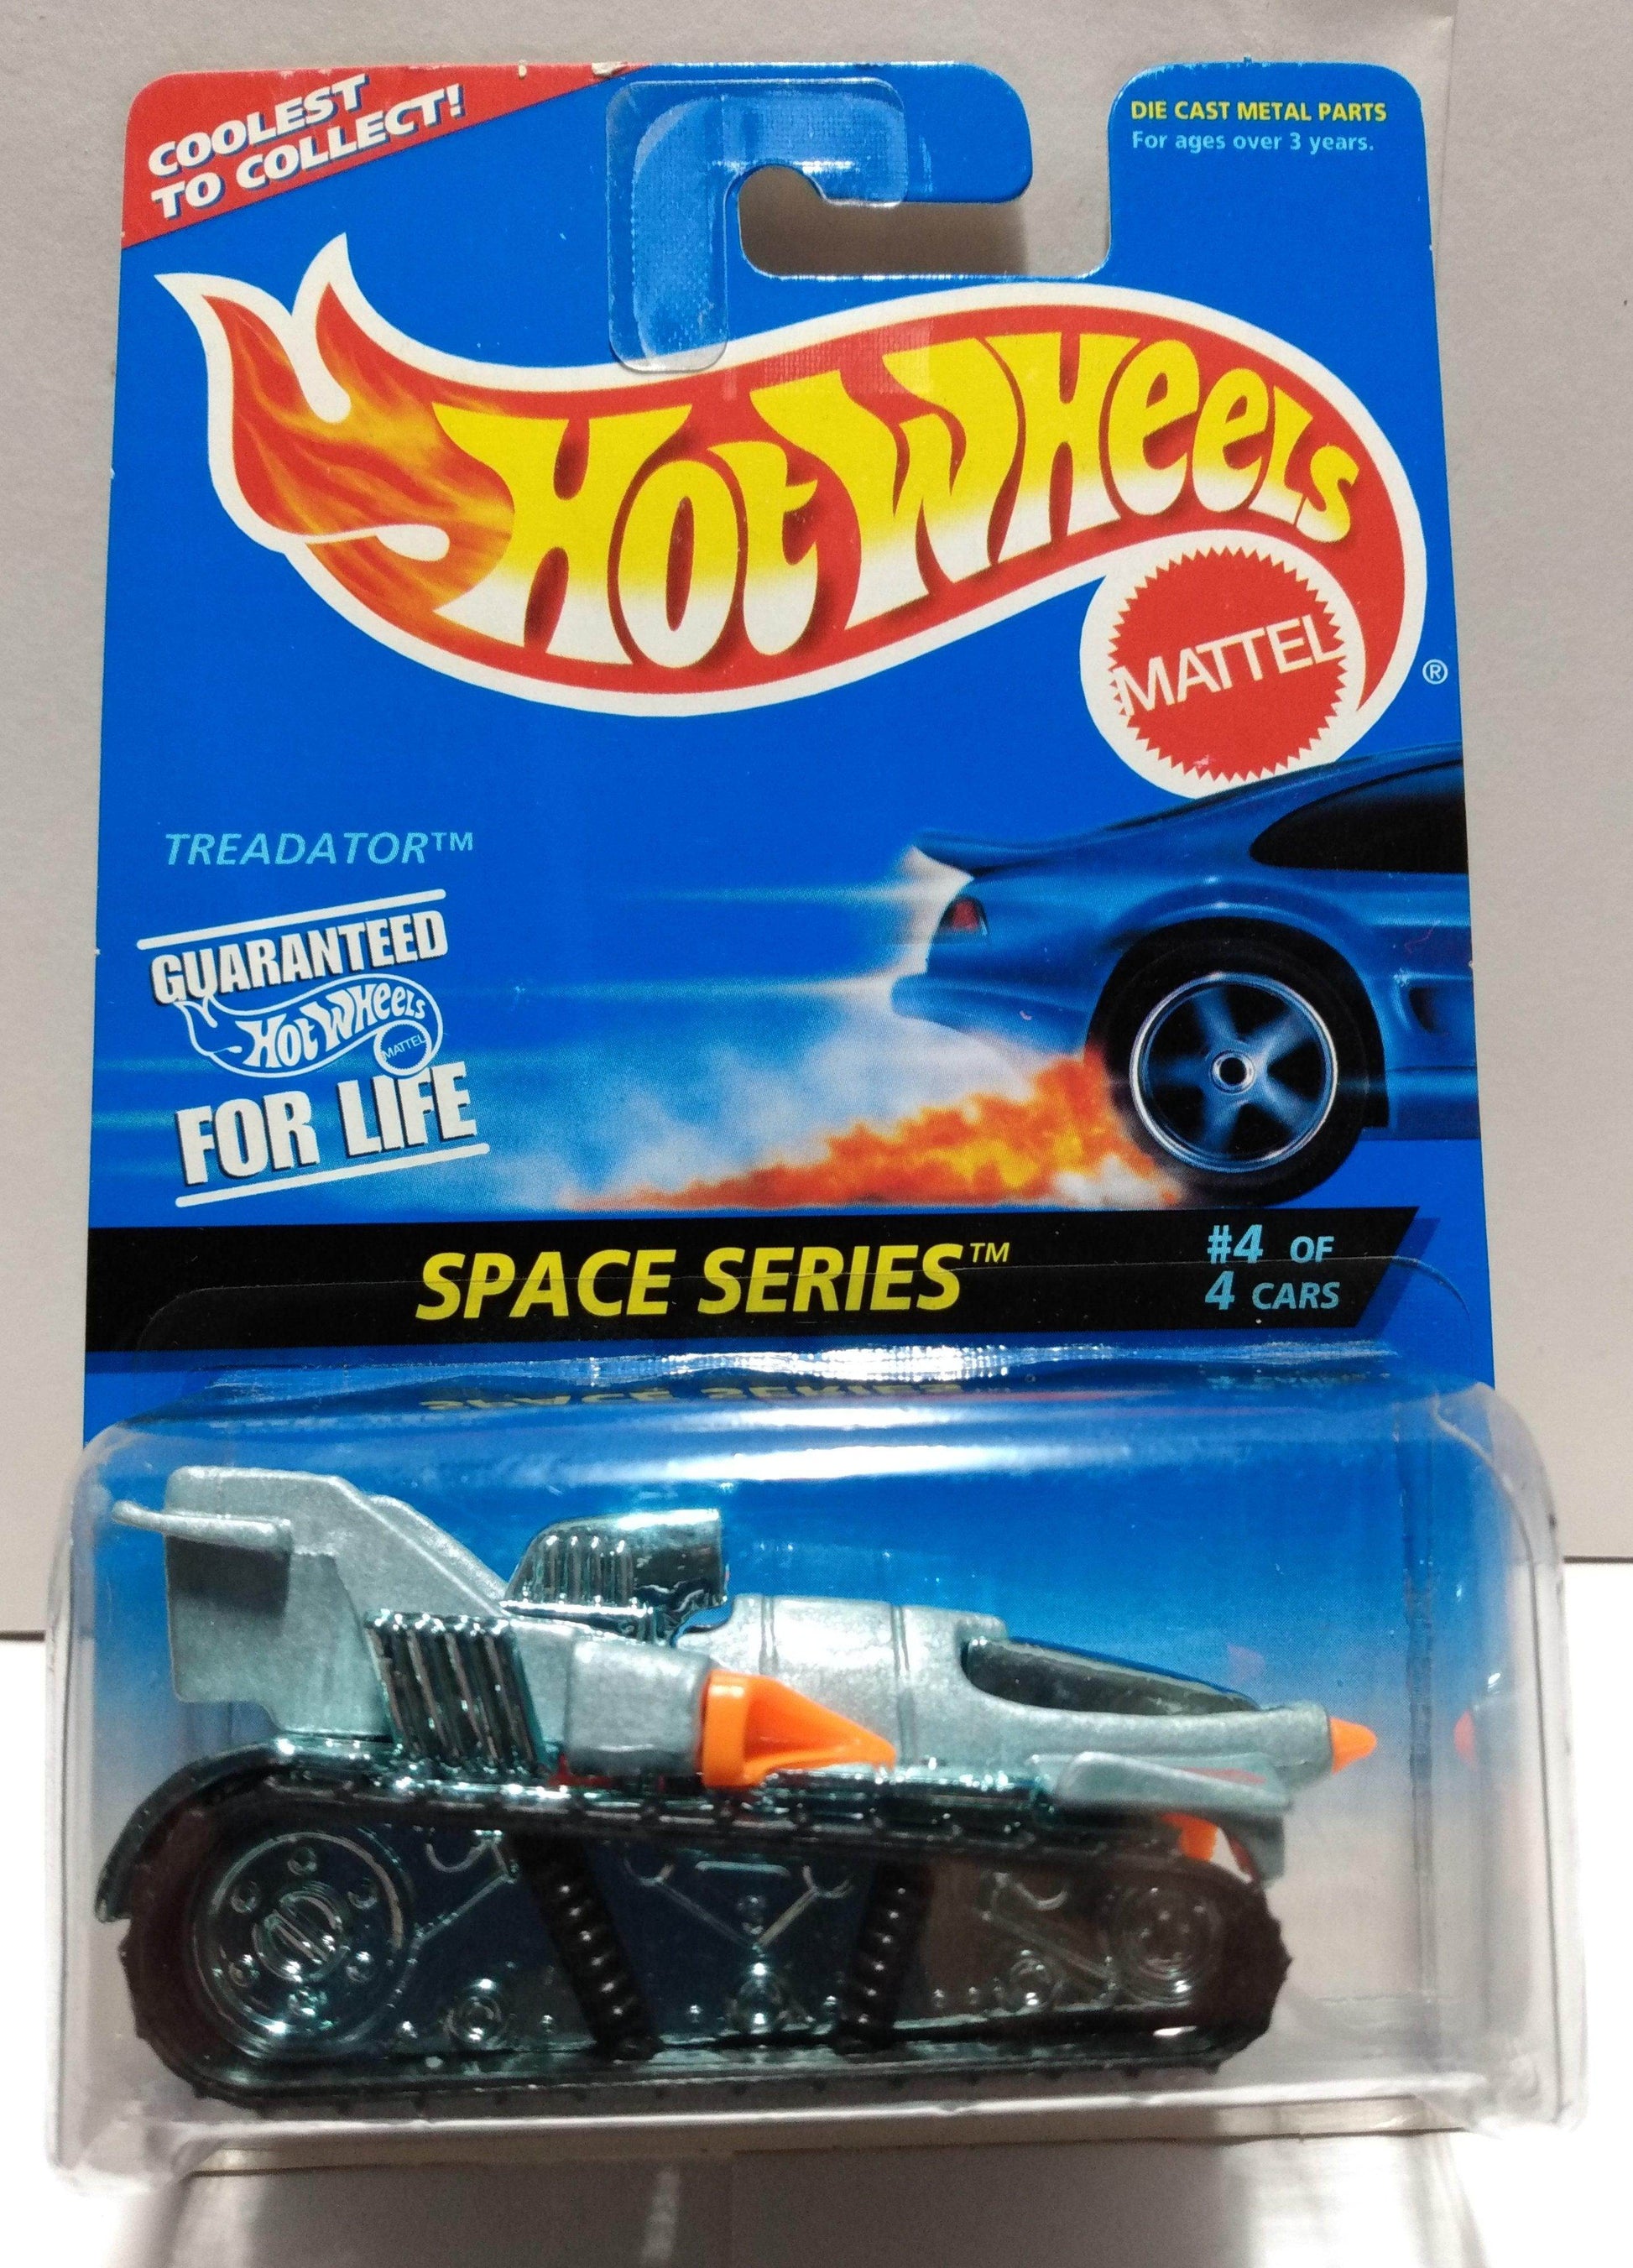 COOLEST
TO COLLECT!
DIE CAST METAL PARTS
For ages over 3 years.
HOT WHEELS
MATTEL
®
TREADATOR™
GUARANTEED
HOT WHEELS
MATTEL
FOR LIFE
SPACE SERIES™
#4 OF
4 CARS